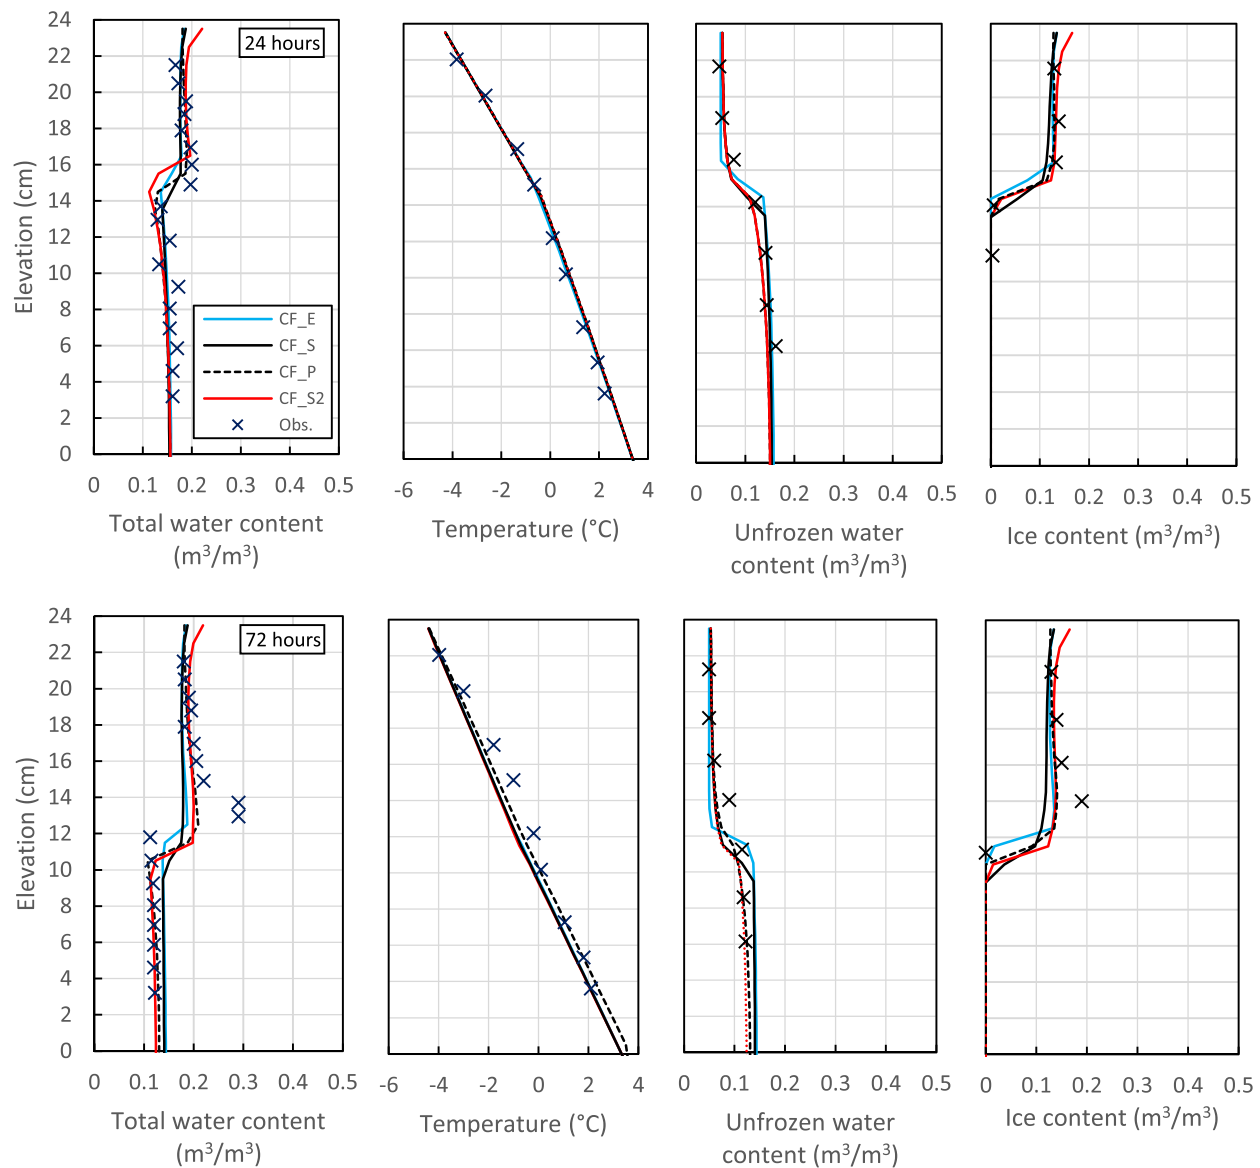 24
22
20
18
16
14
12
10
8
6
4
2
0
Elevation (cm)
24 hours
CF_E
CF_S
CF_P
CF_S2
Obs.
0 0.1 0.2 0.3 0.4 0.5
Total water content
(m³/m³)
-6 -4 -2 0 2 4
Temperature (°C)
0 0.1 0.2 0.3 0.4 0.5
Unfrozen water
content (m³/m³)
0 0.1 0.2 0.3 0.4 0.5
Ice content (m³/m³)
24
22
20
18
16
14
12
10
8
6
4
2
0
Elevation (cm)
72 hours
0 0.1 0.2 0.3 0.4 0.5
Total water content
(m³/m³)
-6 -4 -2 0 2 4
Temperature (°C)
0 0.1 0.2 0.3 0.4 0.5
Unfrozen water
content (m³/m³)
0 0.1 0.2 0.3 0.4 0.5
Ice content (m³/m³)